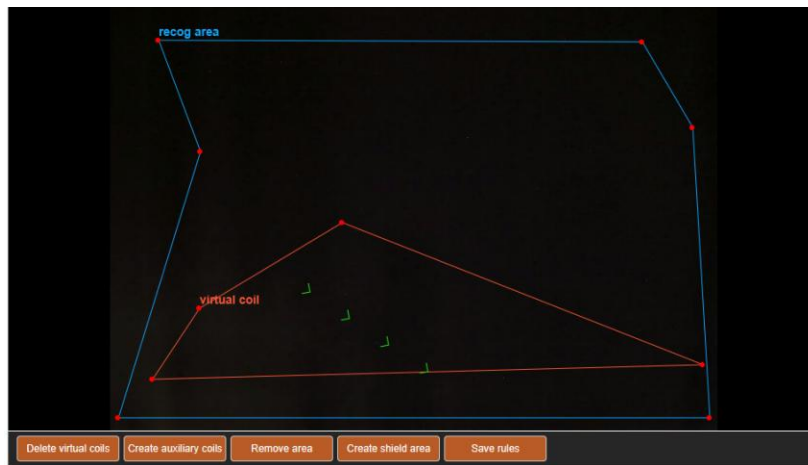 recog area
virtual coil
Delete virtual coils Create auxiliary coils Remove area Create shield area Save rules